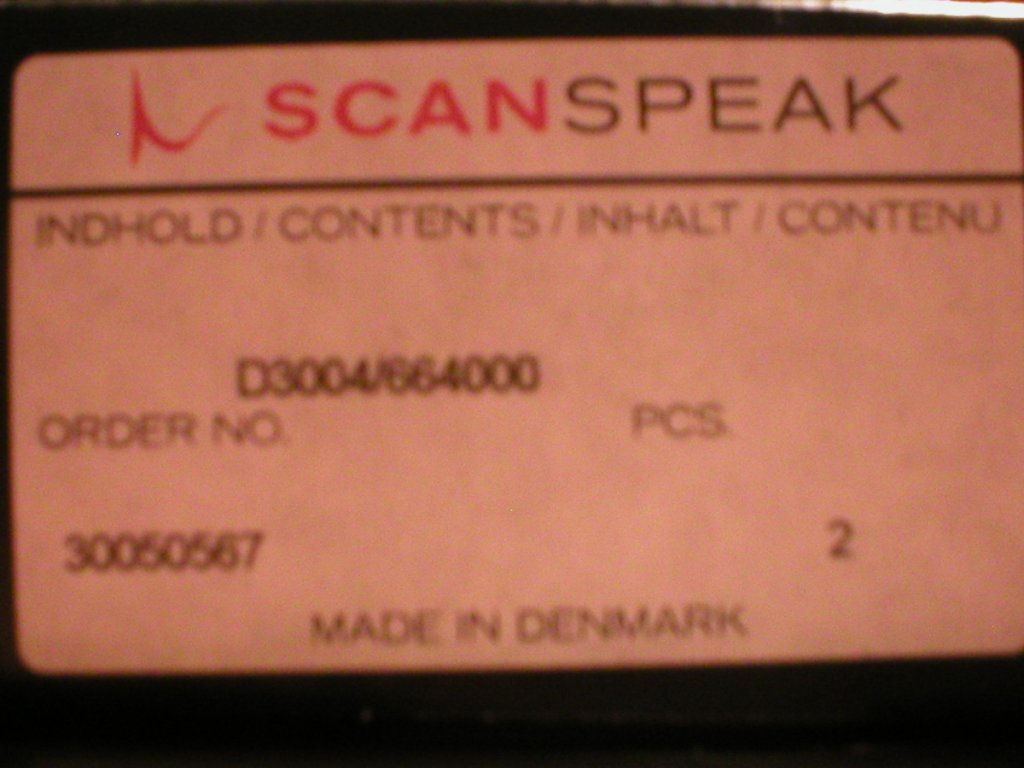 SCANSPEAK
INDHOLD / CONTENTS / INHALT / CONTENU
D3004/664000
ORDER NO. PCS.
30050567 2
MADE IN DENMARK